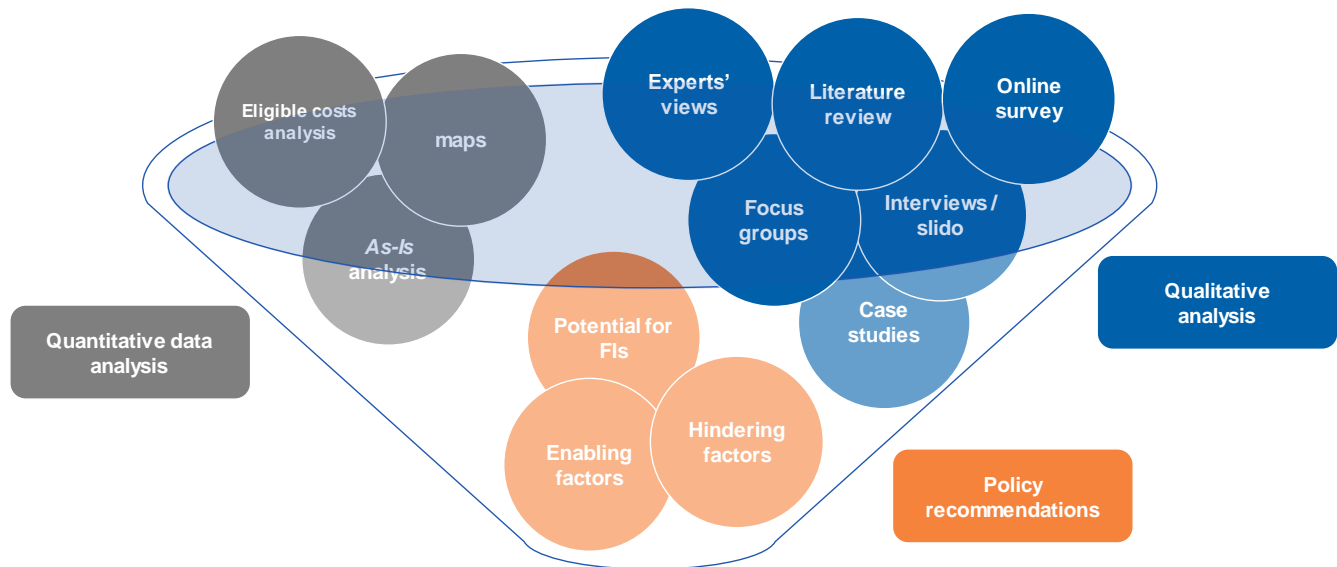 Eligible costs
analysis
maps
As-Is
analysis
Experts’
views
Literature
review
Online
survey
Focus
groups
Interviews /
slido
Case
studies
Quantitative data
analysis
Qualitative
analysis
Potential for
FIs
Enabling
factors
Hindering
factors
Policy
recommendations